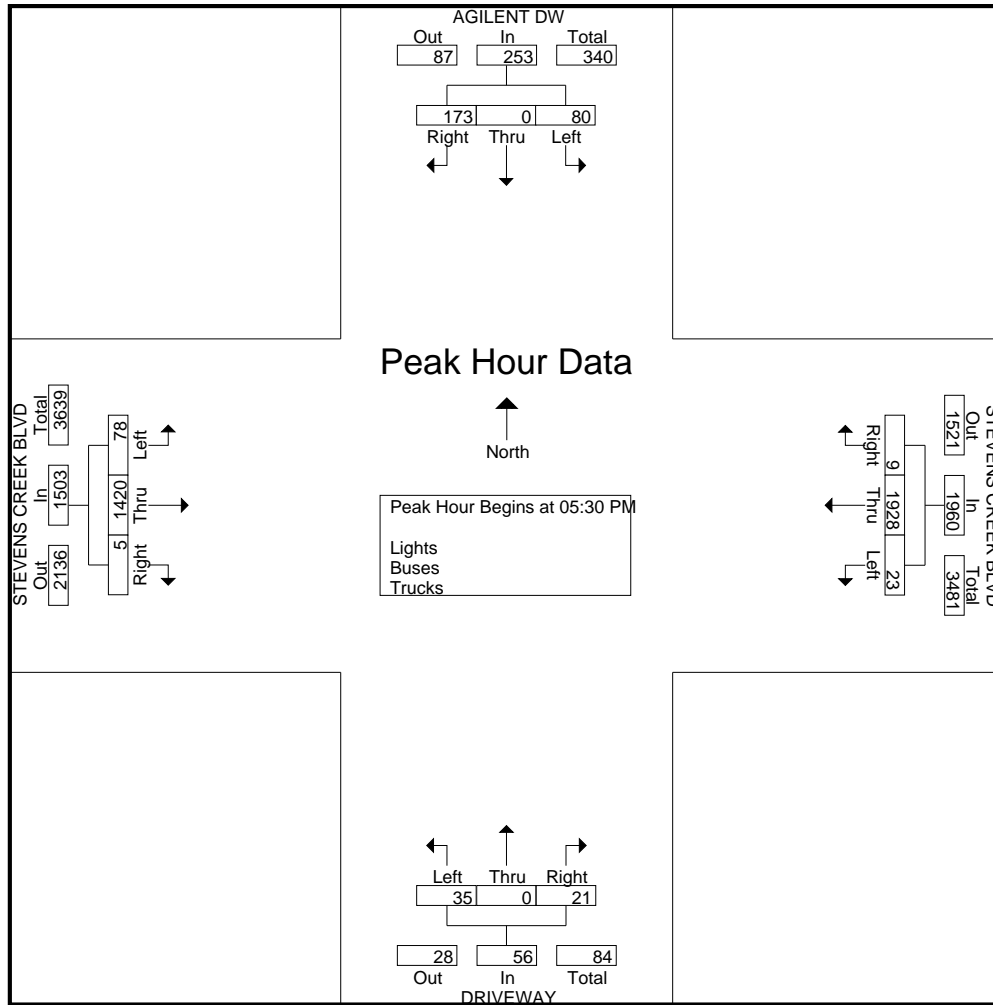 AGILENT DW
Out In Total
87 253 340
173 0 80
Right Thru Left
Peak Hour Data
North
Peak Hour Begins at 05:30 PM
Lights
Buses
Trucks
STEVENS CREEK BLVD
Out In Total
2136 1503 3639
78 1420 5
Left Thru Right
STEVENS CREEK BLVD
Out In Total
1521 1960 3481
9 1928 23
Right Thru Left
Left Thru Right
35 0 21
28 56 84
Out In Total
DRIVEWAY